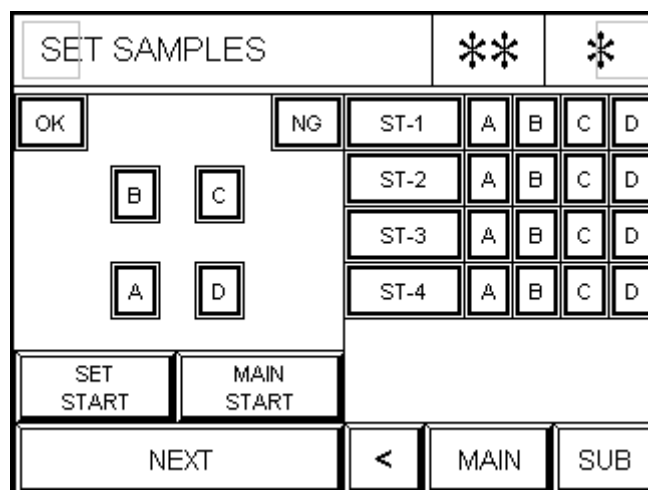 SET SAMPLES ** *
OK NG ST-1 A B C D
B C ST-2 A B C D
ST-3 A B C D
A D ST-4 A B C D
SET MAIN
START START
NEXT < MAIN SUB